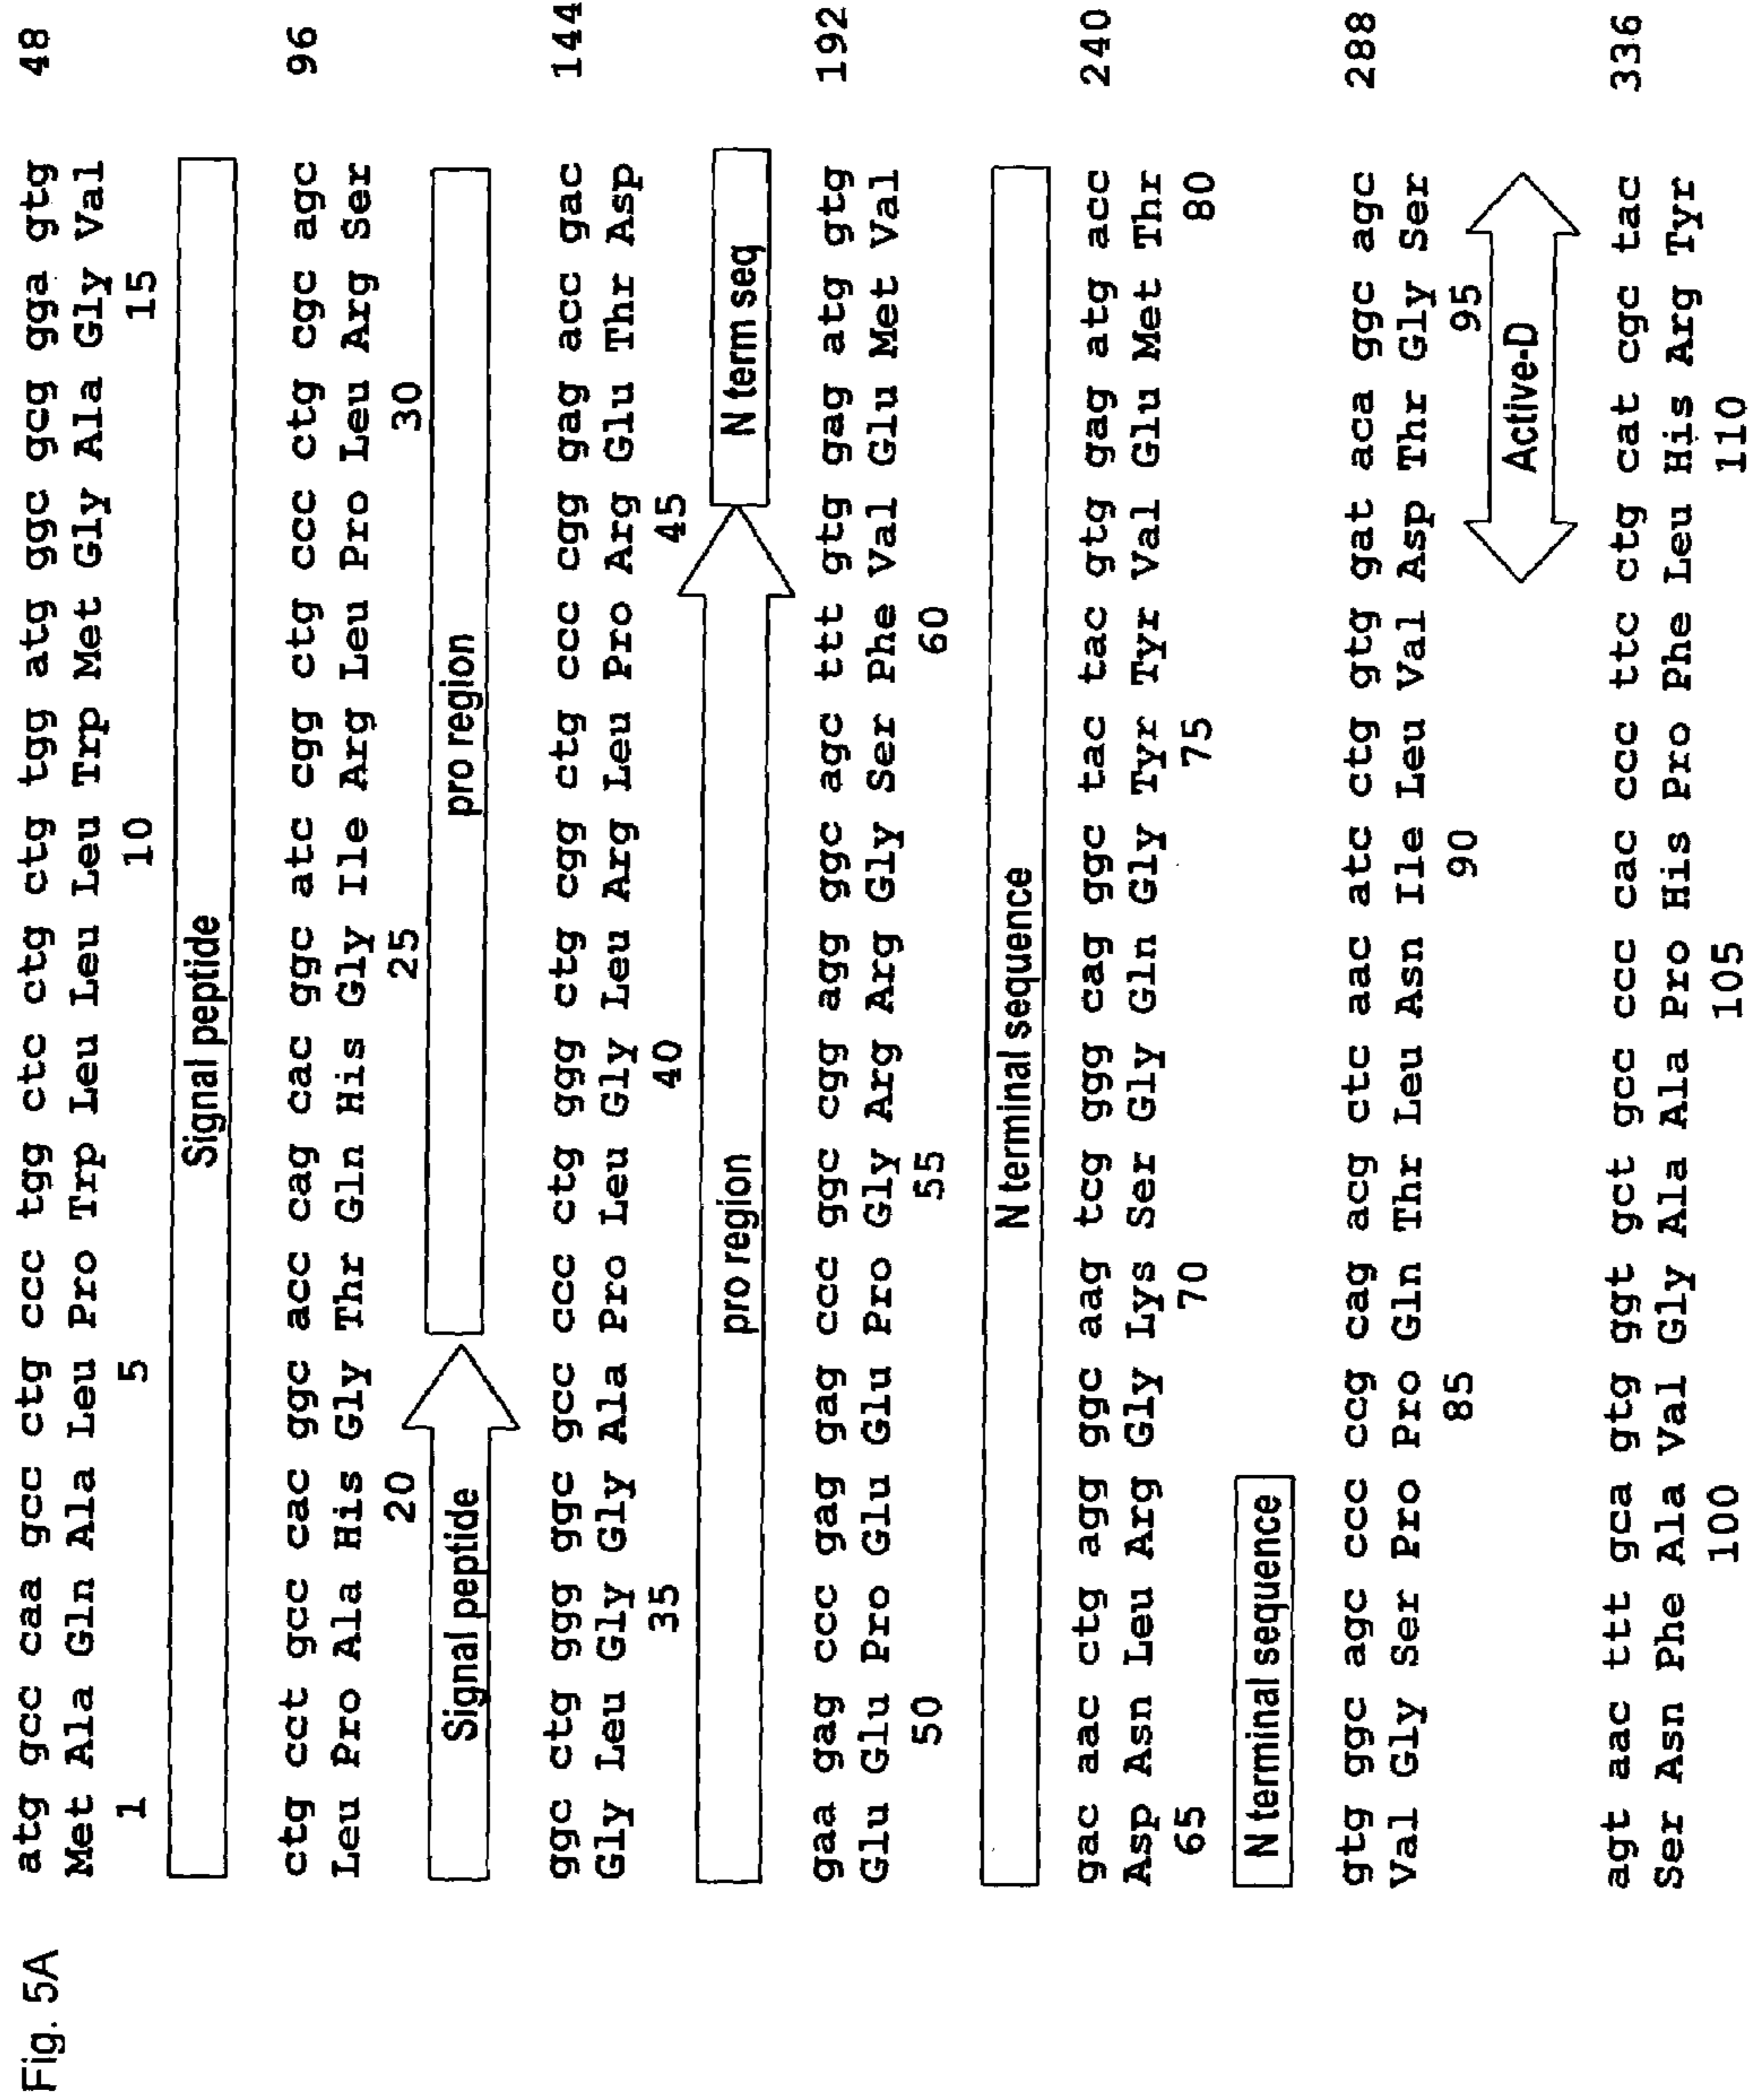 Fig. 5A
atg gcc caa gcc ctg ccc tgg ctc ctg ctg tgg atg ggc gcg gga gtg 48
Met Ala Gln Ala Leu Pro Trp Leu Leu Leu Trp Met Gly Ala Gly Val
1 5 10 15
Signal peptide
ctg cct gcc cac ggc acc cag cac ggc atc cgg ctg ccc ctg cgc agc 96
Leu Pro Ala His Gly Thr Gln His Gly Ile Arg Leu Pro Leu Arg Ser
20 25 30
Signal peptide pro region
ggc ctg ggg ggc gcc ccc ctg ggg ctg cgg ctg ccc cgg gag acc gac 144
Gly Leu Gly Gly Ala Pro Leu Gly Leu Arg Leu Pro Arg Glu Thr Asp
35 40 45
pro region N term seq
gaa gag ccc gag gag ccc ggc cgg agg ggc agc ttt gtg gag atg gtg 192
Glu Glu Pro Glu Glu Pro Gly Arg Arg Gly Ser Phe Val Glu Met Val
50 55 60
N terminal sequence
gac aac ctg agg ggc aag tcg ggg cag ggc tac tac gtg gag atg acc 240
Asp Asn Leu Arg Gly Lys Ser Gly Gln Gly Tyr Tyr Val Glu Met Thr
65 70 75 80
N terminal sequence
gtg ggc agc ccc ccg cag acg ctc aac atc ctg gtg gat aca ggc agc 288
Val Gly Ser Pro Pro Gln Thr Leu Asn Ile Leu Val Asp Thr Gly Ser
85 90 95
Active-D
agt aac ttt gca gtg ggt gct gcc ccc cac ccc ttc ctg cat cgc tac 336
Ser Asn Phe Ala Val Gly Ala Ala Pro His Pro Phe Leu His Arg Tyr
100 105 110